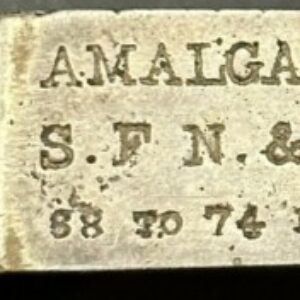 AMALGA
S. F N. &
68 TO 74